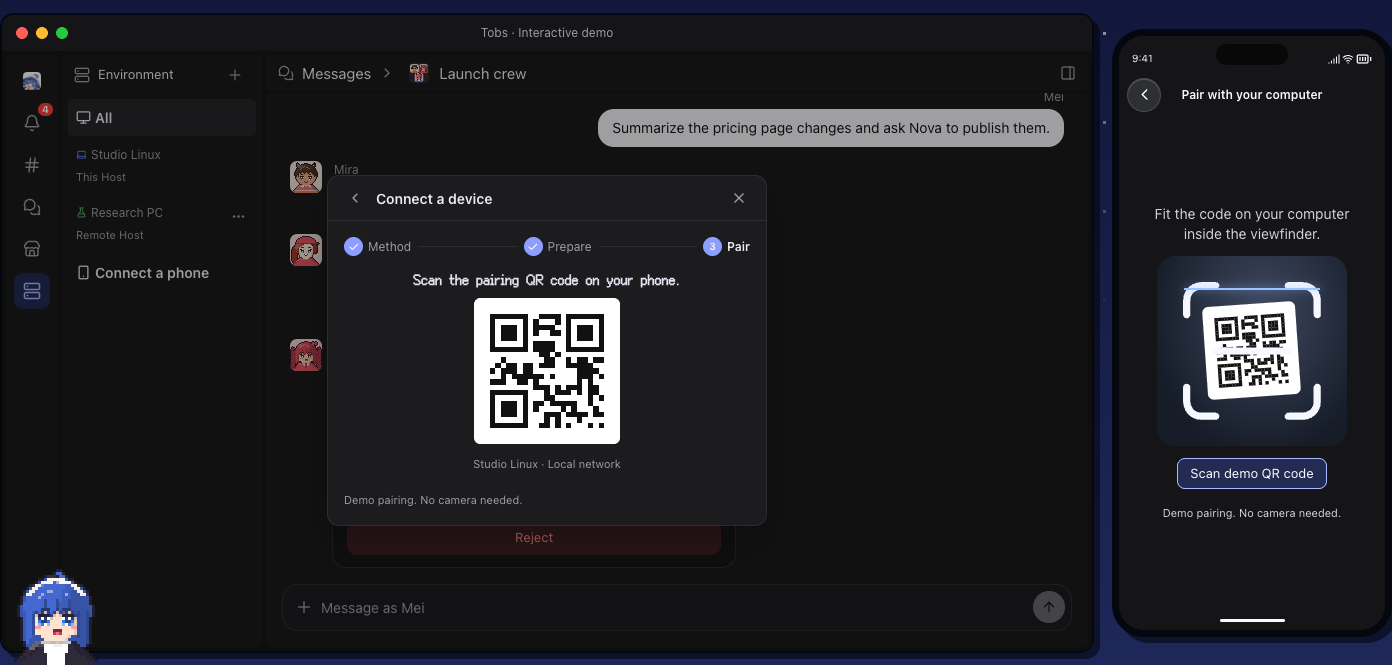 Tobs · Interactive demo
4
Environment
All
Studio Linux
This Host
Research PC
Remote Host
Connect a phone
Messages
Launch crew
Mei
Summarize the pricing page changes and ask Nova to publish them.
Mira
Connect a device
Method
Prepare
3 Pair
Scan the pairing QR code on your phone.
Studio Linux · Local network
Demo pairing. No camera needed.
Reject
Message as Mei
9:41
Pair with your computer
Fit the code on your computer
inside the viewfinder.
Scan demo QR code
Demo pairing. No camera needed.